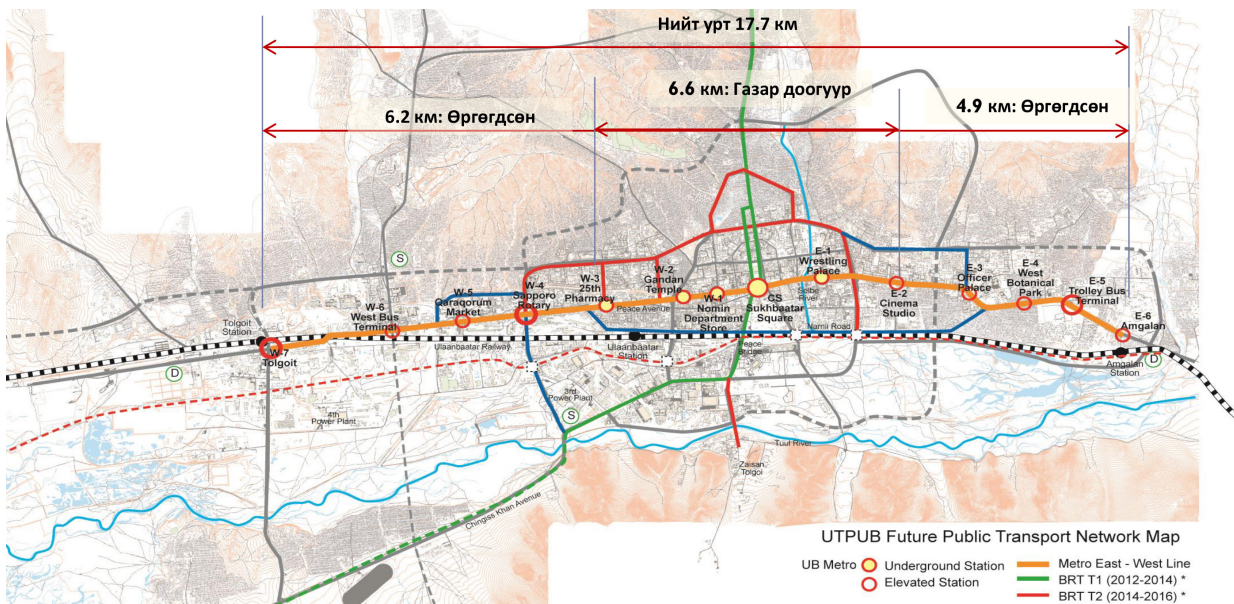 Нийт урт 17.7 км
6.6 км: Газар доогуур
4.9 км: Өргөгдсөн
6.2 км: Өргөгдсөн
S
E-1
Wrestling
Palace
W-2
Gandan
Temple
W-3
25th
Pharmacy
W-4
Sapporo
Rotary
W-5
Qaraqorum
Market
W-6
West Bus
Terminal
E-3
Officer
Palace
E-4
West
Botanical
Park
E-5
Trolley Bus
Terminal
E-2
Cinema
Studio
E-6
Amgalan
Selbe
River
CS
Sukhbaatar
Square
W-1
Nomin
Department
Store
Peace Avenue
Tolgoit
Station
W-7
Tolgoit
Ulaanbaatar Railway
Ulaanbaatar
Station
Peace
Bridge
Narnii Road
Amgalan
Station
D
D
3rd
Power Plant
4th
Power Plant
S
Tuul River
Zaisan
Tolgoi
Chingiss Khan Avenue
UTPUB Future Public Transport Network Map
UB Metro Underground Station
Elevated Station
Metro East - West Line
BRT T1 (2012-2014) *
BRT T2 (2014-2016) *